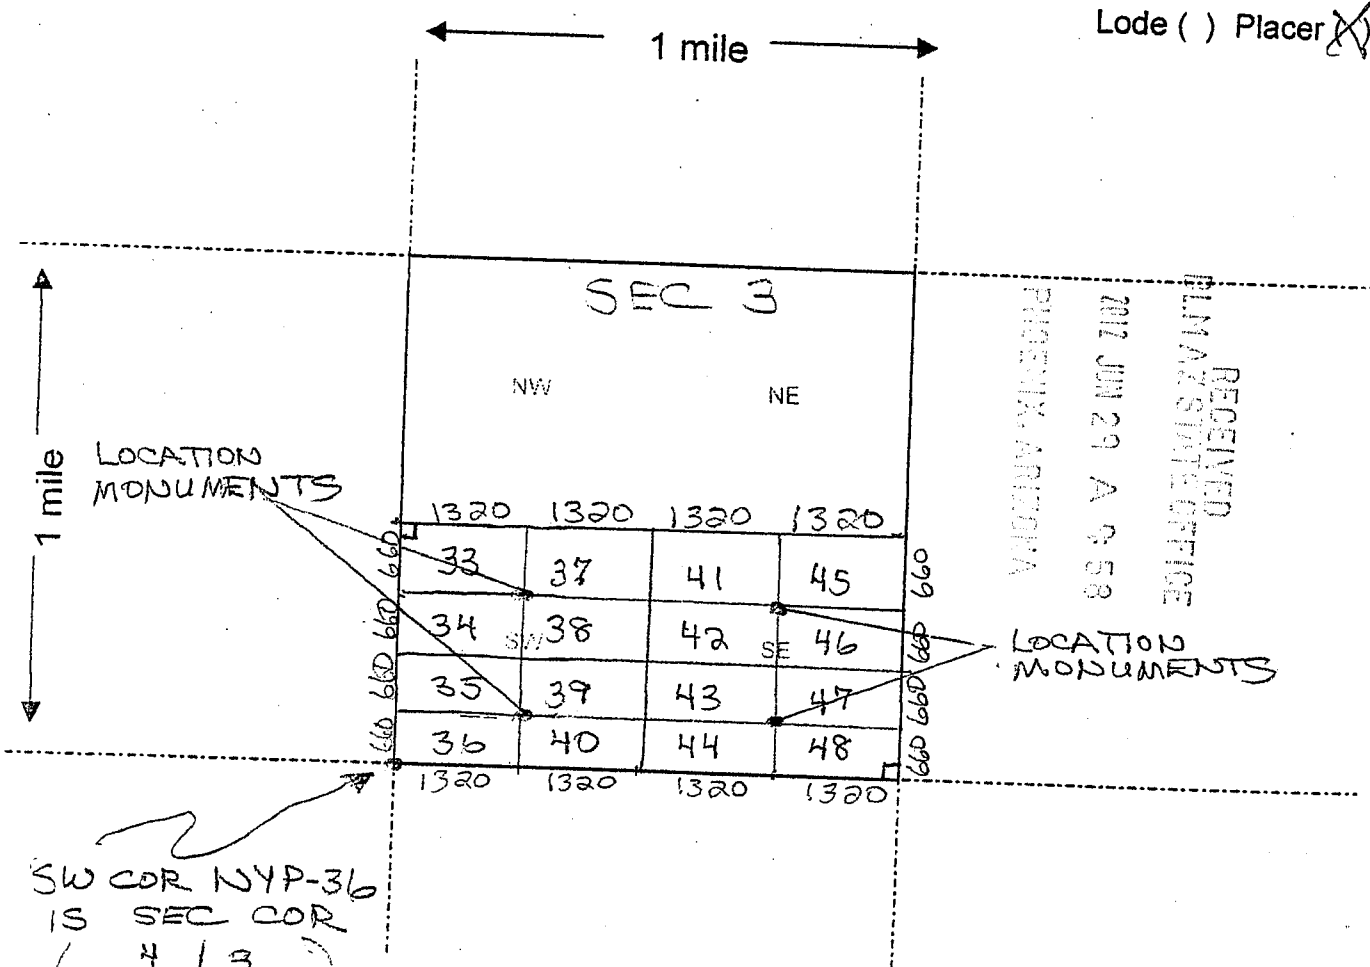 Lode ( ) Placer (X)
1 mile
SEC 3
NW NE
1 mile
LOCATION
MONUMENTS
1320 1320 1320 1320
660 33 37 41 45 660
660 34 SW 38 42 SE 46 660
660 35 39 43 47 660
660 36 40 44 48 660
1320 1320 1320 1320
LOCATION
MONUMENTS
RECEIVED
BLM AZ STATE OFFICE
2012 JUN 29 A 9:58
PHOENIX, ARIZONA
SW COR NYP-36
IS SEC COR
4 | 3